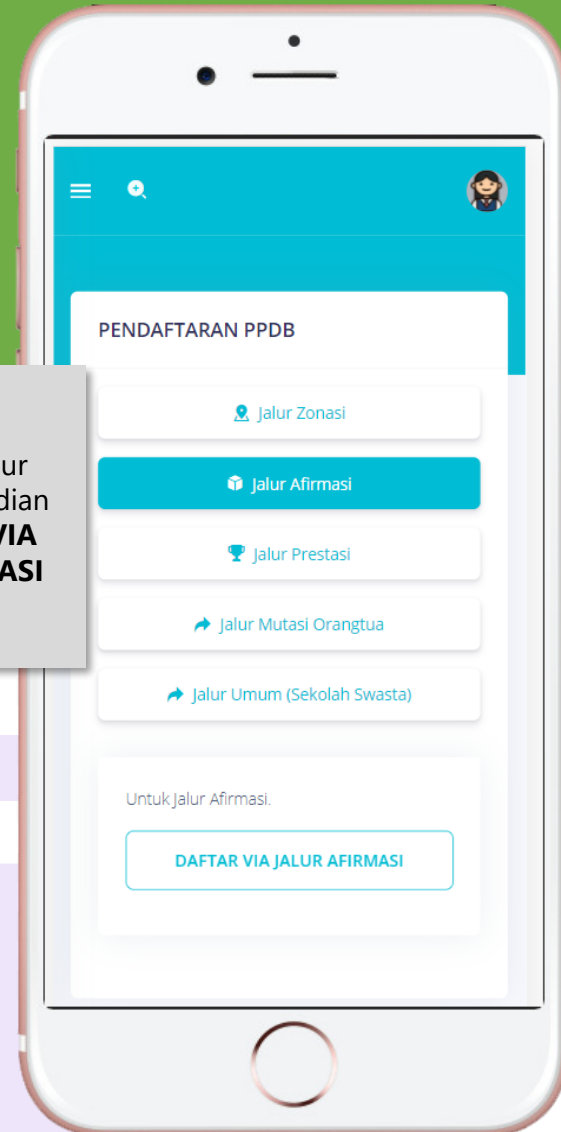 PENDAFTARAN PPDB
Jalur Zonasi
Jalur Afirmasi
Jalur Prestasi
Jalur Mutasi Orangtua
Jalur Umum (Sekolah Swasta)
Untuk Jalur Afirmasi.
DAFTAR VIA JALUR AFIRMASI